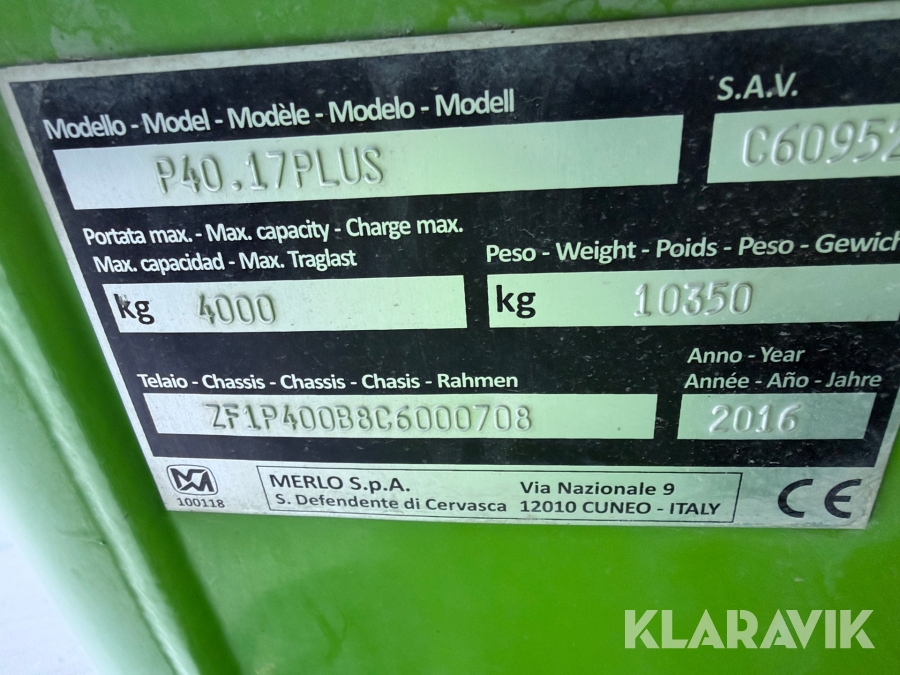 Modello - Model - Modèle - Modelo - Modell
S.A.V.
P40.17PLUS
C60952
Portata max. - Max. capacity - Charge max.
Max. capacidad - Max. Traglast
Peso - Weight - Poids - Peso - Gewich
kg 4000
kg 10350
Anno - Year
Telaio - Chassis - Chassis - Chasis - Rahmen
Année - Año - Jahre
ZF1P400B8C6000708
2016
100118
MERLO S.p.A.
Via Nazionale 9
S. Defendente di Cervasca
12010 CUNEO - ITALY
CE
KLARAVIK